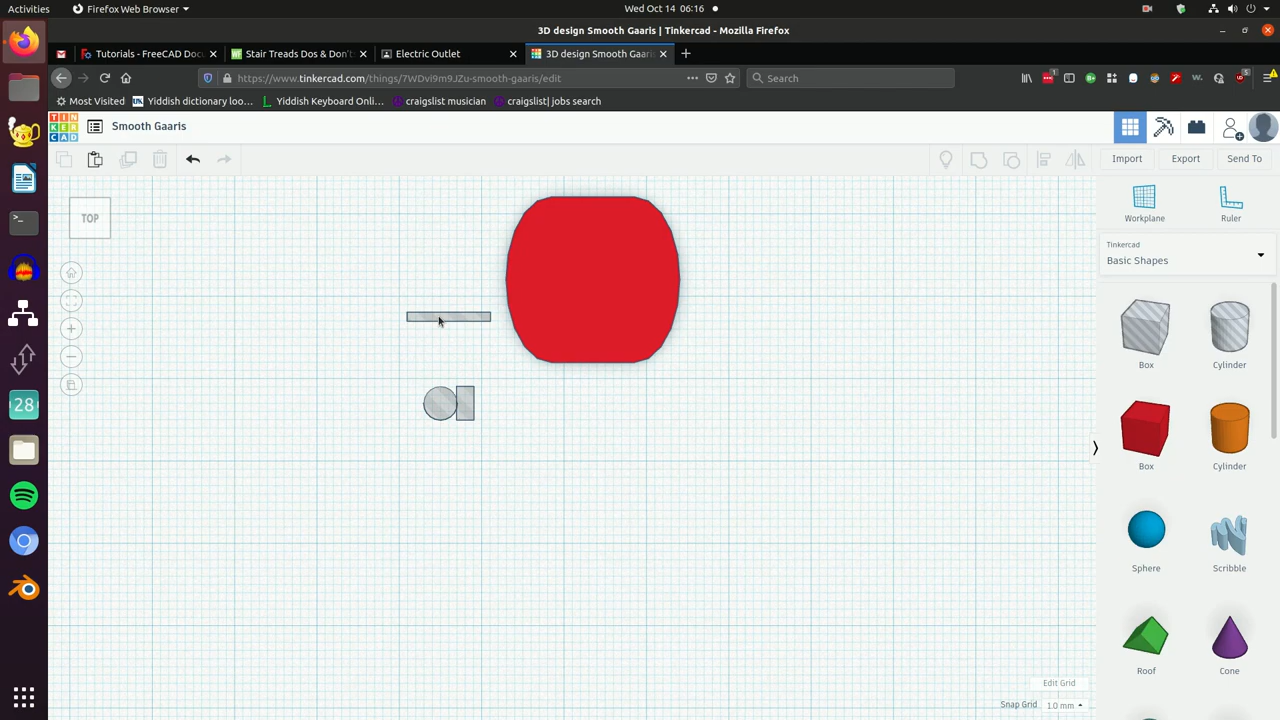 Activities
Firefox Web Browser
Wed Oct 14 06:16
3D design Smooth Gaaris | Tinkercad - Mozilla Firefox
Tutorials - FreeCAD Doc
Stair Treads Dos & Don't
Electric Outlet
3D design Smooth Gaaris
https://www.tinkercad.com/things/7WDvi9m9JZu-smooth-gaaris/edit
Search
Most Visited
Yiddish dictionary loo...
Yiddish Keyboard Onli...
craigslist musician
craigslist| jobs search
TIN
KER
CAD
Smooth Gaaris
Import
Export
Send To
TOP
Workplane
Ruler
Tinkercad
Basic Shapes
Box
Cylinder
Box
Cylinder
Sphere
Scribble
Roof
Cone
28
Edit Grid
Snap Grid
1.0 mm